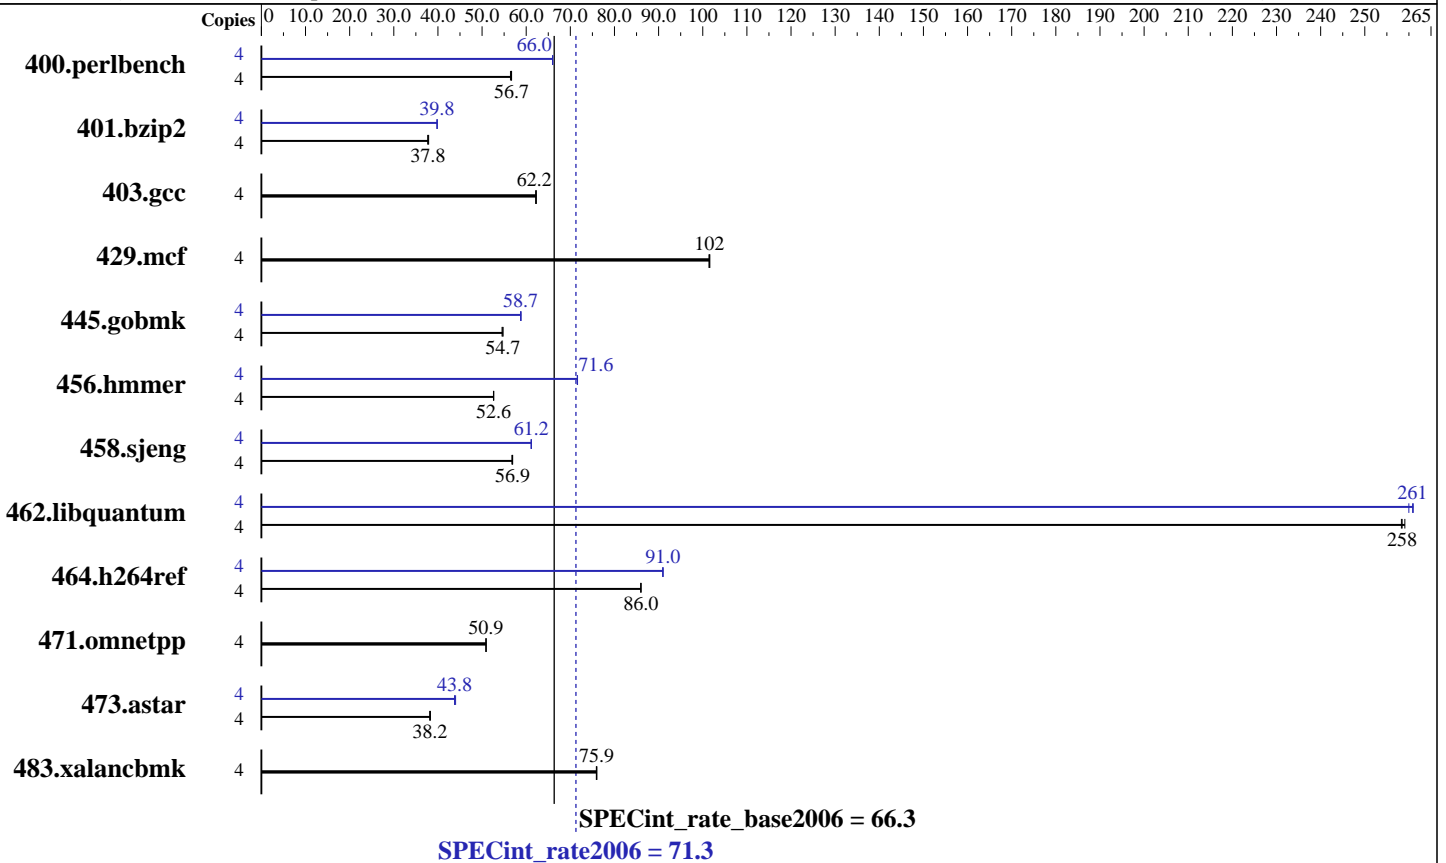 Copies 0 10.0 20.0 30.0 40.0 50.0 60.0 70.0 80.0 90.0 100 110 120 130 140 150 160 170 180 190 200 210 220 230 240 250 265
400.perlbench 4 66.0
4 56.7
401.bzip2 4 39.8
4 37.8
403.gcc 4 62.2
429.mcf 4 102
445.gobmk 4 58.7
4 54.7
456.hmmer 4 71.6
4 52.6
458.sjeng 4 61.2
4 56.9
462.libquantum 4 261
4 258
464.h264ref 4 91.0
4 86.0
471.omnetpp 4 50.9
473.astar 4 43.8
4 38.2
483.xalancbmk 4 75.9
SPECint_rate_base2006 = 66.3
SPECint_rate2006 = 71.3